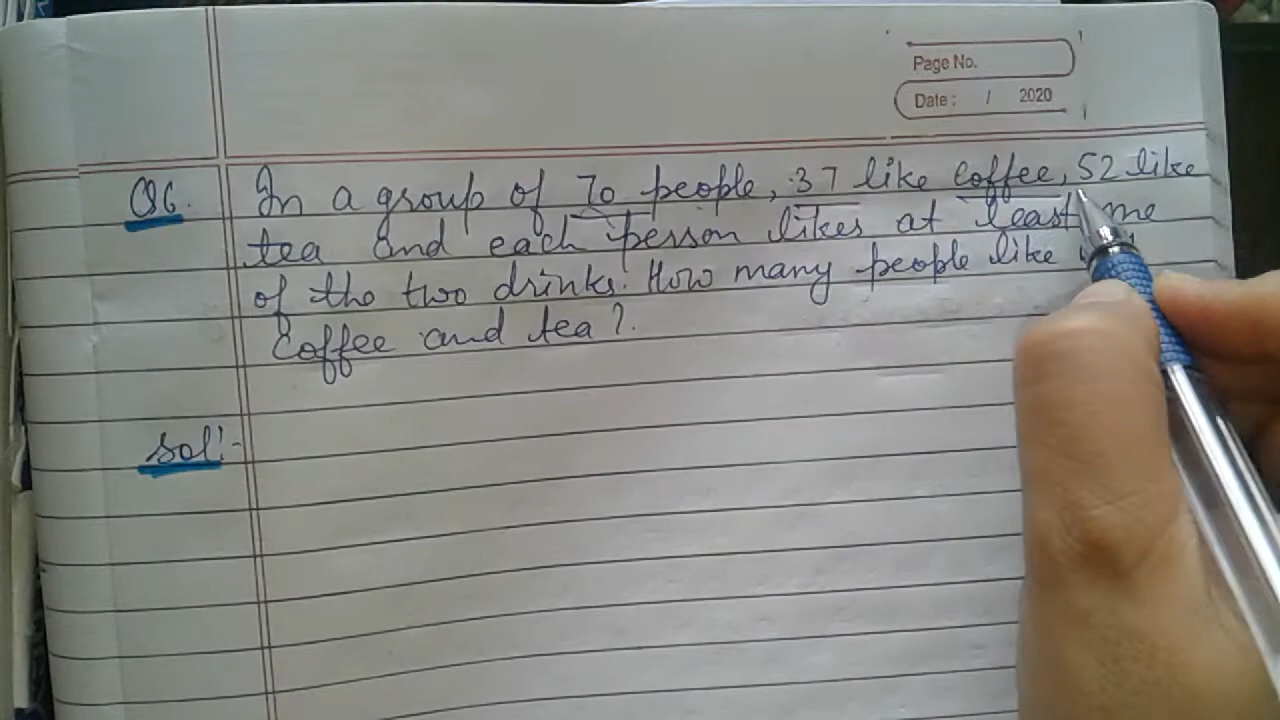 Page No.
Date: / 2020
Q6. In a group of 70 people, 37 like coffee, 52 like
tea and each person likes at least one
of the two drinks. How many people like
coffee and tea?
Sol:-